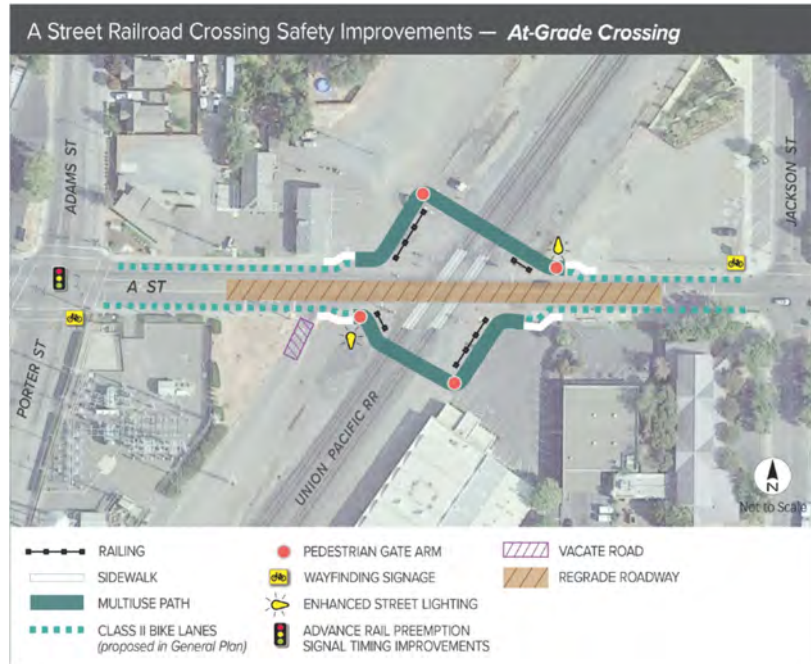 A Street Railroad Crossing Safety Improvements — At-Grade Crossing
ADAMS ST
JACKSON ST
A ST
PORTER ST
UNION PACIFIC RR
N
Not to Scale
RAILING
SIDEWALK
MULTIUSE PATH
CLASS II BIKE LANES
(proposed in General Plan)
PEDESTRIAN GATE ARM
WAYFINDING SIGNAGE
ENHANCED STREET LIGHTING
ADVANCE RAIL PREEMPTION
SIGNAL TIMING IMPROVEMENTS
VACATE ROAD
REGRADE ROADWAY